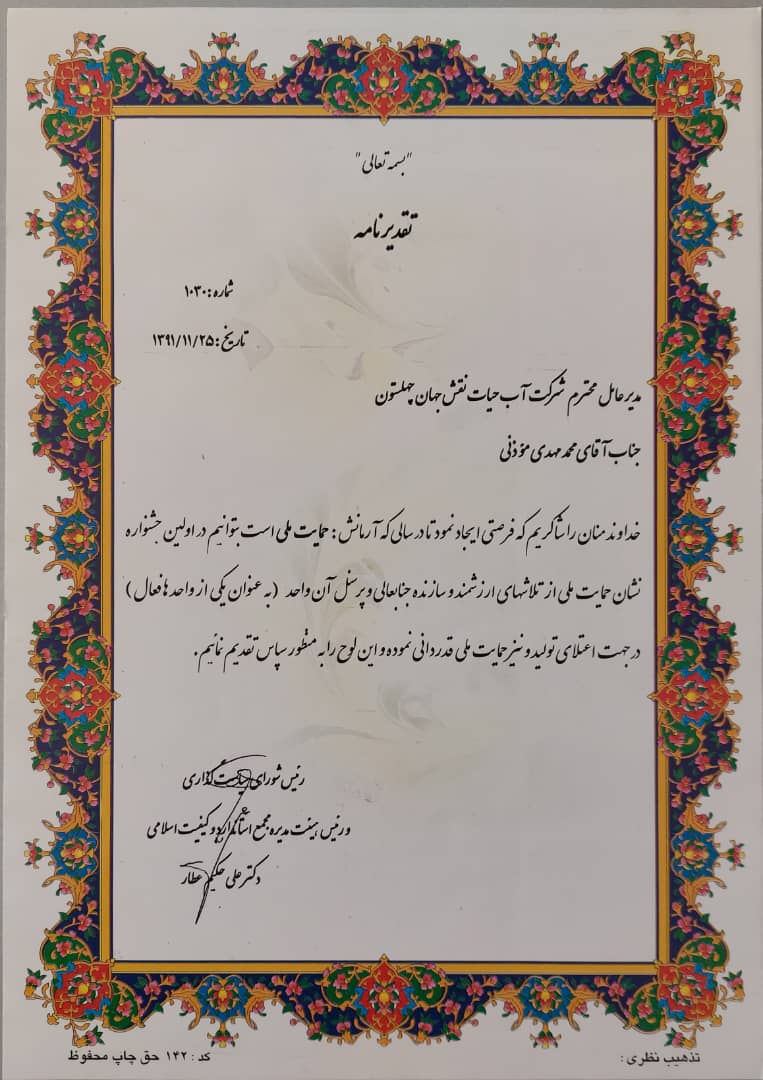 "بسمه تعالی"
تقدیرنامه
شماره: ۱۰۳۰
تاریخ: ۱۳۹۱/۱۱/۲۵
مدیر عامل محترم شرکت آب حیات نقش جهان چهلستون
جناب آقای محمد مهدی مؤذنی
خداوند منان را شاکریم که فرصتی ایجاد نمود تا در سالی که آرمانش: حمایت ملی است بتوانیم در اولین جشنواره
نشان حمایت ملی از تلاشهای ارزشمند و سازنده جنابعالی و پرسنل آن واحد (به عنوان یکی از واحدها فعال)
در جهت اعتلای تولید و نیز حمایت ملی قدردانی نموده و این لوح را به منظور سپاس تقدیم نمائیم.
رئیس شورای سیاست گذاری
و رئیس هیئت مدیره مجمع استاندارد و کیفیت اسلامی
دکتر علی حکیم عطار
تذهیب نظری:
کد: ۱۴۲ حق چاپ محفوظ